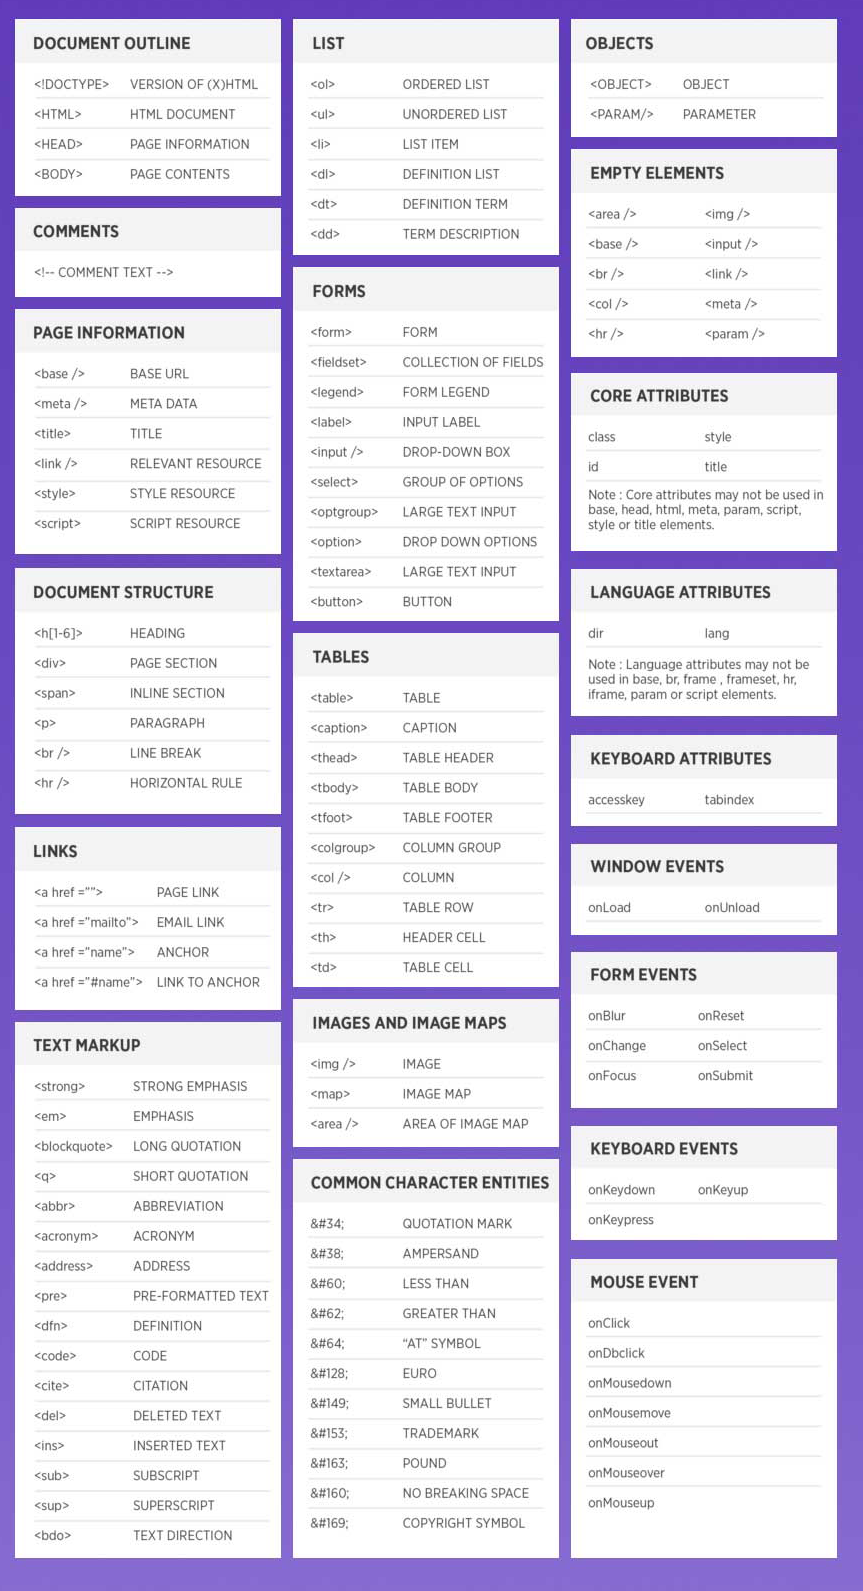 DOCUMENT OUTLINE
<!DOCTYPE> VERSION OF (X)HTML
<HTML> HTML DOCUMENT
<HEAD> PAGE INFORMATION
<BODY> PAGE CONTENTS
COMMENTS
<!-- COMMENT TEXT -->
PAGE INFORMATION
<base /> BASE URL
<meta /> META DATA
<title> TITLE
<link /> RELEVANT RESOURCE
<style> STYLE RESOURCE
<script> SCRIPT RESOURCE
DOCUMENT STRUCTURE
<h[1-6]> HEADING
<div> PAGE SECTION
<span> INLINE SECTION
<p> PARAGRAPH
<br /> LINE BREAK
<hr /> HORIZONTAL RULE
LINKS
<a href =””> PAGE LINK
<a href =”mailto”> EMAIL LINK
<a href =”name”> ANCHOR
<a href =”#name”> LINK TO ANCHOR
TEXT MARKUP
<strong> STRONG EMPHASIS
<em> EMPHASIS
<blockquote> LONG QUOTATION
<q> SHORT QUOTATION
<abbr> ABBREVIATION
<acronym> ACRONYM
<address> ADDRESS
<pre> PRE-FORMATTED TEXT
<dfn> DEFINITION
<code> CODE
<cite> CITATION
<del> DELETED TEXT
<ins> INSERTED TEXT
<sub> SUBSCRIPT
<sup> SUPERSCRIPT
<bdo> TEXT DIRECTION
LIST
<ol> ORDERED LIST
<ul> UNORDERED LIST
<li> LIST ITEM
<dl> DEFINITION LIST
<dt> DEFINITION TERM
<dd> TERM DESCRIPTION
FORMS
<form> FORM
<fieldset> COLLECTION OF FIELDS
<legend> FORM LEGEND
<label> INPUT LABEL
<input /> DROP-DOWN BOX
<select> GROUP OF OPTIONS
<optgroup> LARGE TEXT INPUT
<option> DROP DOWN OPTIONS
<textarea> LARGE TEXT INPUT
<button> BUTTON
TABLES
<table> TABLE
<caption> CAPTION
<thead> TABLE HEADER
<tbody> TABLE BODY
<tfoot> TABLE FOOTER
<colgroup> COLUMN GROUP
<col /> COLUMN
<tr> TABLE ROW
<th> HEADER CELL
<td> TABLE CELL
IMAGES AND IMAGE MAPS
<img /> IMAGE
<map> IMAGE MAP
<area /> AREA OF IMAGE MAP
COMMON CHARACTER ENTITIES
&#34; QUOTATION MARK
&#38; AMPERSAND
&#60; LESS THAN
&#62; GREATER THAN
&#64; “AT” SYMBOL
&#128; EURO
&#149; SMALL BULLET
&#153; TRADEMARK
&#163; POUND
&#160; NO BREAKING SPACE
&#169; COPYRIGHT SYMBOL
OBJECTS
<OBJECT> OBJECT
<PARAM/> PARAMETER
EMPTY ELEMENTS
<area /> <img />
<base /> <input />
<br /> <link />
<col /> <meta />
<hr /> <param />
CORE ATTRIBUTES
class style
id title
Note : Core attributes may not be used in
base, head, html, meta, param, script,
style or title elements.
LANGUAGE ATTRIBUTES
dir lang
Note : Language attributes may not be
used in base, br, frame , frameset, hr,
iframe, param or script elements.
KEYBOARD ATTRIBUTES
accesskey tabindex
WINDOW EVENTS
onLoad onUnload
FORM EVENTS
onBlur onReset
onChange onSelect
onFocus onSubmit
KEYBOARD EVENTS
onKeydown onKeyup
onKeypress
MOUSE EVENT
onClick
onDbclick
onMousedown
onMousemove
onMouseout
onMouseover
onMouseup